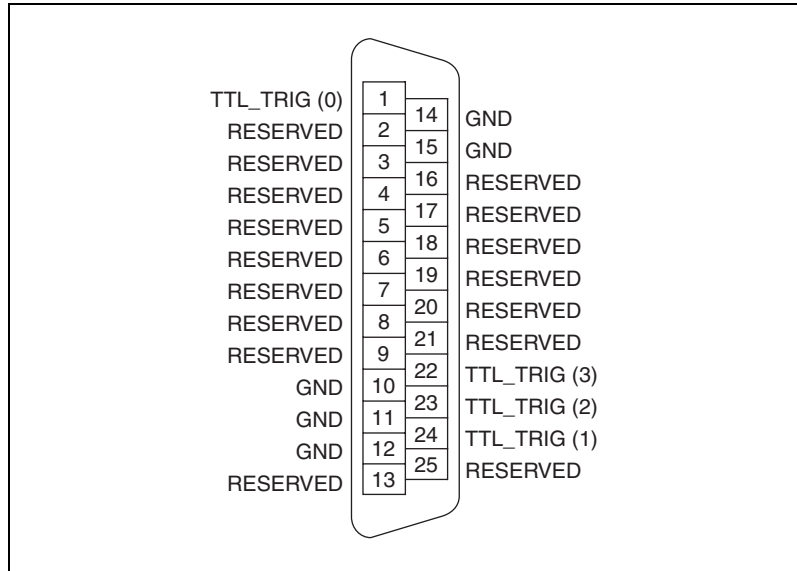 TTL_TRIG (0) 1
RESERVED 2
RESERVED 3
RESERVED 4
RESERVED 5
RESERVED 6
RESERVED 7
RESERVED 8
RESERVED 9
GND 10
GND 11
GND 12
RESERVED 13
14 GND
15 GND
16 RESERVED
17 RESERVED
18 RESERVED
19 RESERVED
20 RESERVED
21 RESERVED
22 TTL_TRIG (3)
23 TTL_TRIG (2)
24 TTL_TRIG (1)
25 RESERVED